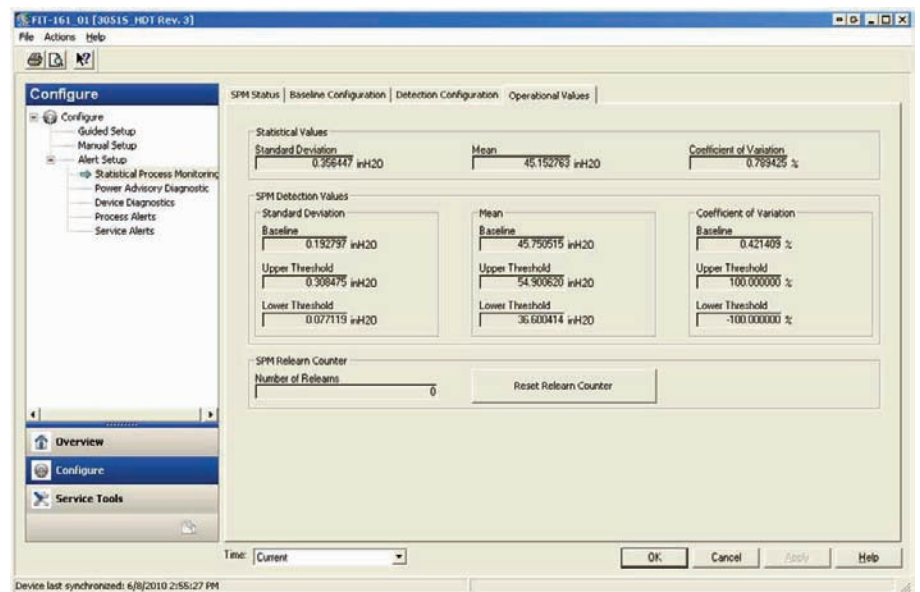 FIT-161_01 [3051S_HDT Rev. 3]
File Actions Help
Configure
Configure
Guided Setup
Manual Setup
Alert Setup
Statistical Process Monitoring
Power Advisory Diagnostic
Device Diagnostics
Process Alerts
Service Alerts
Overview
Configure
Service Tools
SPM Status Baseline Configuration Detection Configuration Operational Values
Statistical Values
Standard Deviation Mean Coefficient of Variation
0.356447 inH2O 45.152763 inH2O 0.789425 %
SPM Detection Values
Standard Deviation Mean Coefficient of Variation
Baseline Baseline Baseline
0.192797 inH2O 45.750515 inH2O 0.421409 %
Upper Threshold Upper Threshold Upper Threshold
0.308475 inH2O 54.900620 inH2O 100.000000 %
Lower Threshold Lower Threshold Lower Threshold
0.077119 inH2O 36.600414 inH2O -100.000000 %
SPM Relearn Counter
Number of Relearns
0 Reset Relearn Counter
Time: Current OK Cancel Apply Help
Device last synchronized: 6/8/2010 2:55:27 PM